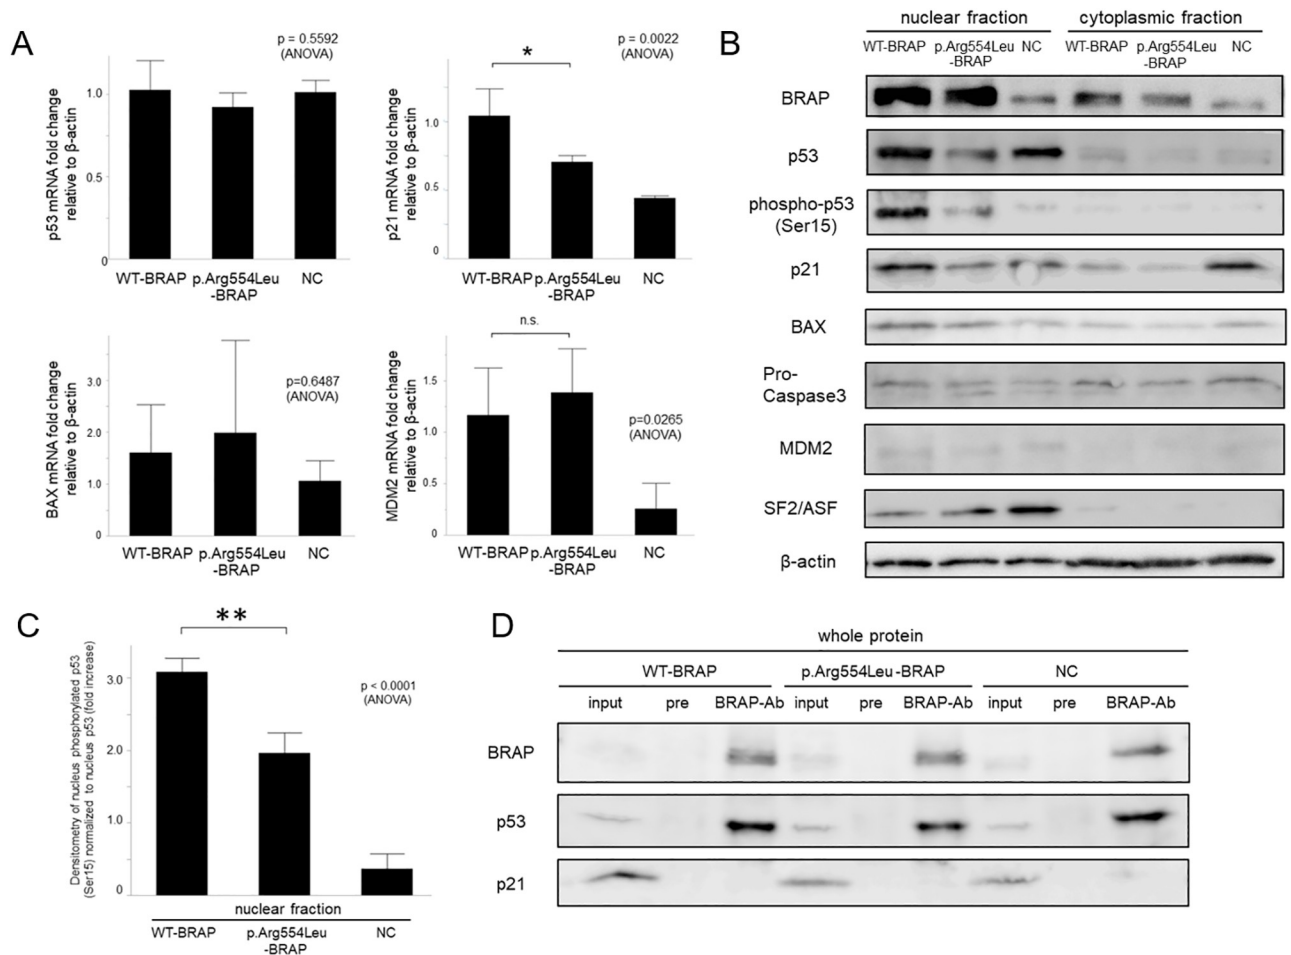 A
p = 0.5592
(ANOVA)
p53 mRNA fold change
relative to β-actin
1.0
0.5
0
WT-BRAP p.Arg554Leu NC
-BRAP
*
p = 0.0022
(ANOVA)
p21 mRNA fold change
relative to β-actin
1.0
0.5
0
WT-BRAP p.Arg554Leu NC
-BRAP
p=0.6487
(ANOVA)
BAX mRNA fold change
relative to β-actin
3.0
2.0
1.0
0
WT-BRAP p.Arg554Leu NC
-BRAP
n.s.
p=0.0265
(ANOVA)
MDM2 mRNA fold change
relative to β-actin
1.5
1.0
0.5
0
WT-BRAP p.Arg554Leu NC
-BRAP
B
nuclear fraction cytoplasmic fraction
WT-BRAP p.Arg554Leu NC WT-BRAP p.Arg554Leu NC
-BRAP -BRAP
BRAP
p53
phospho-p53
(Ser15)
p21
BAX
Pro-
Caspase3
MDM2
SF2/ASF
β-actin
C
**
p < 0.0001
(ANOVA)
Densitometry of nucleus phosphorylated p53
(Ser15) normalized to nucleus p53 (fold increase)
3.0
2.0
1.0
0
nuclear fraction
WT-BRAP p.Arg554Leu NC
-BRAP
D
whole protein
WT-BRAP p.Arg554Leu-BRAP NC
input pre BRAP-Ab input pre BRAP-Ab input pre BRAP-Ab
BRAP
p53
p21